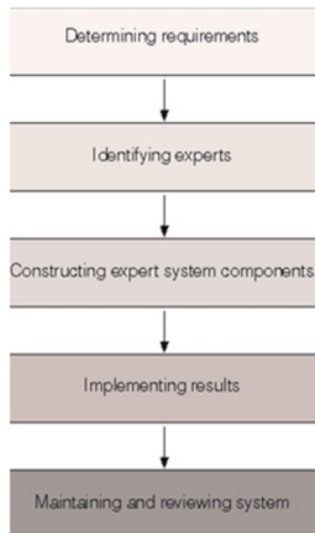 Determining requirements
Identifying experts
Constructing expert system components
Implementing results
Maintaining and reviewing system